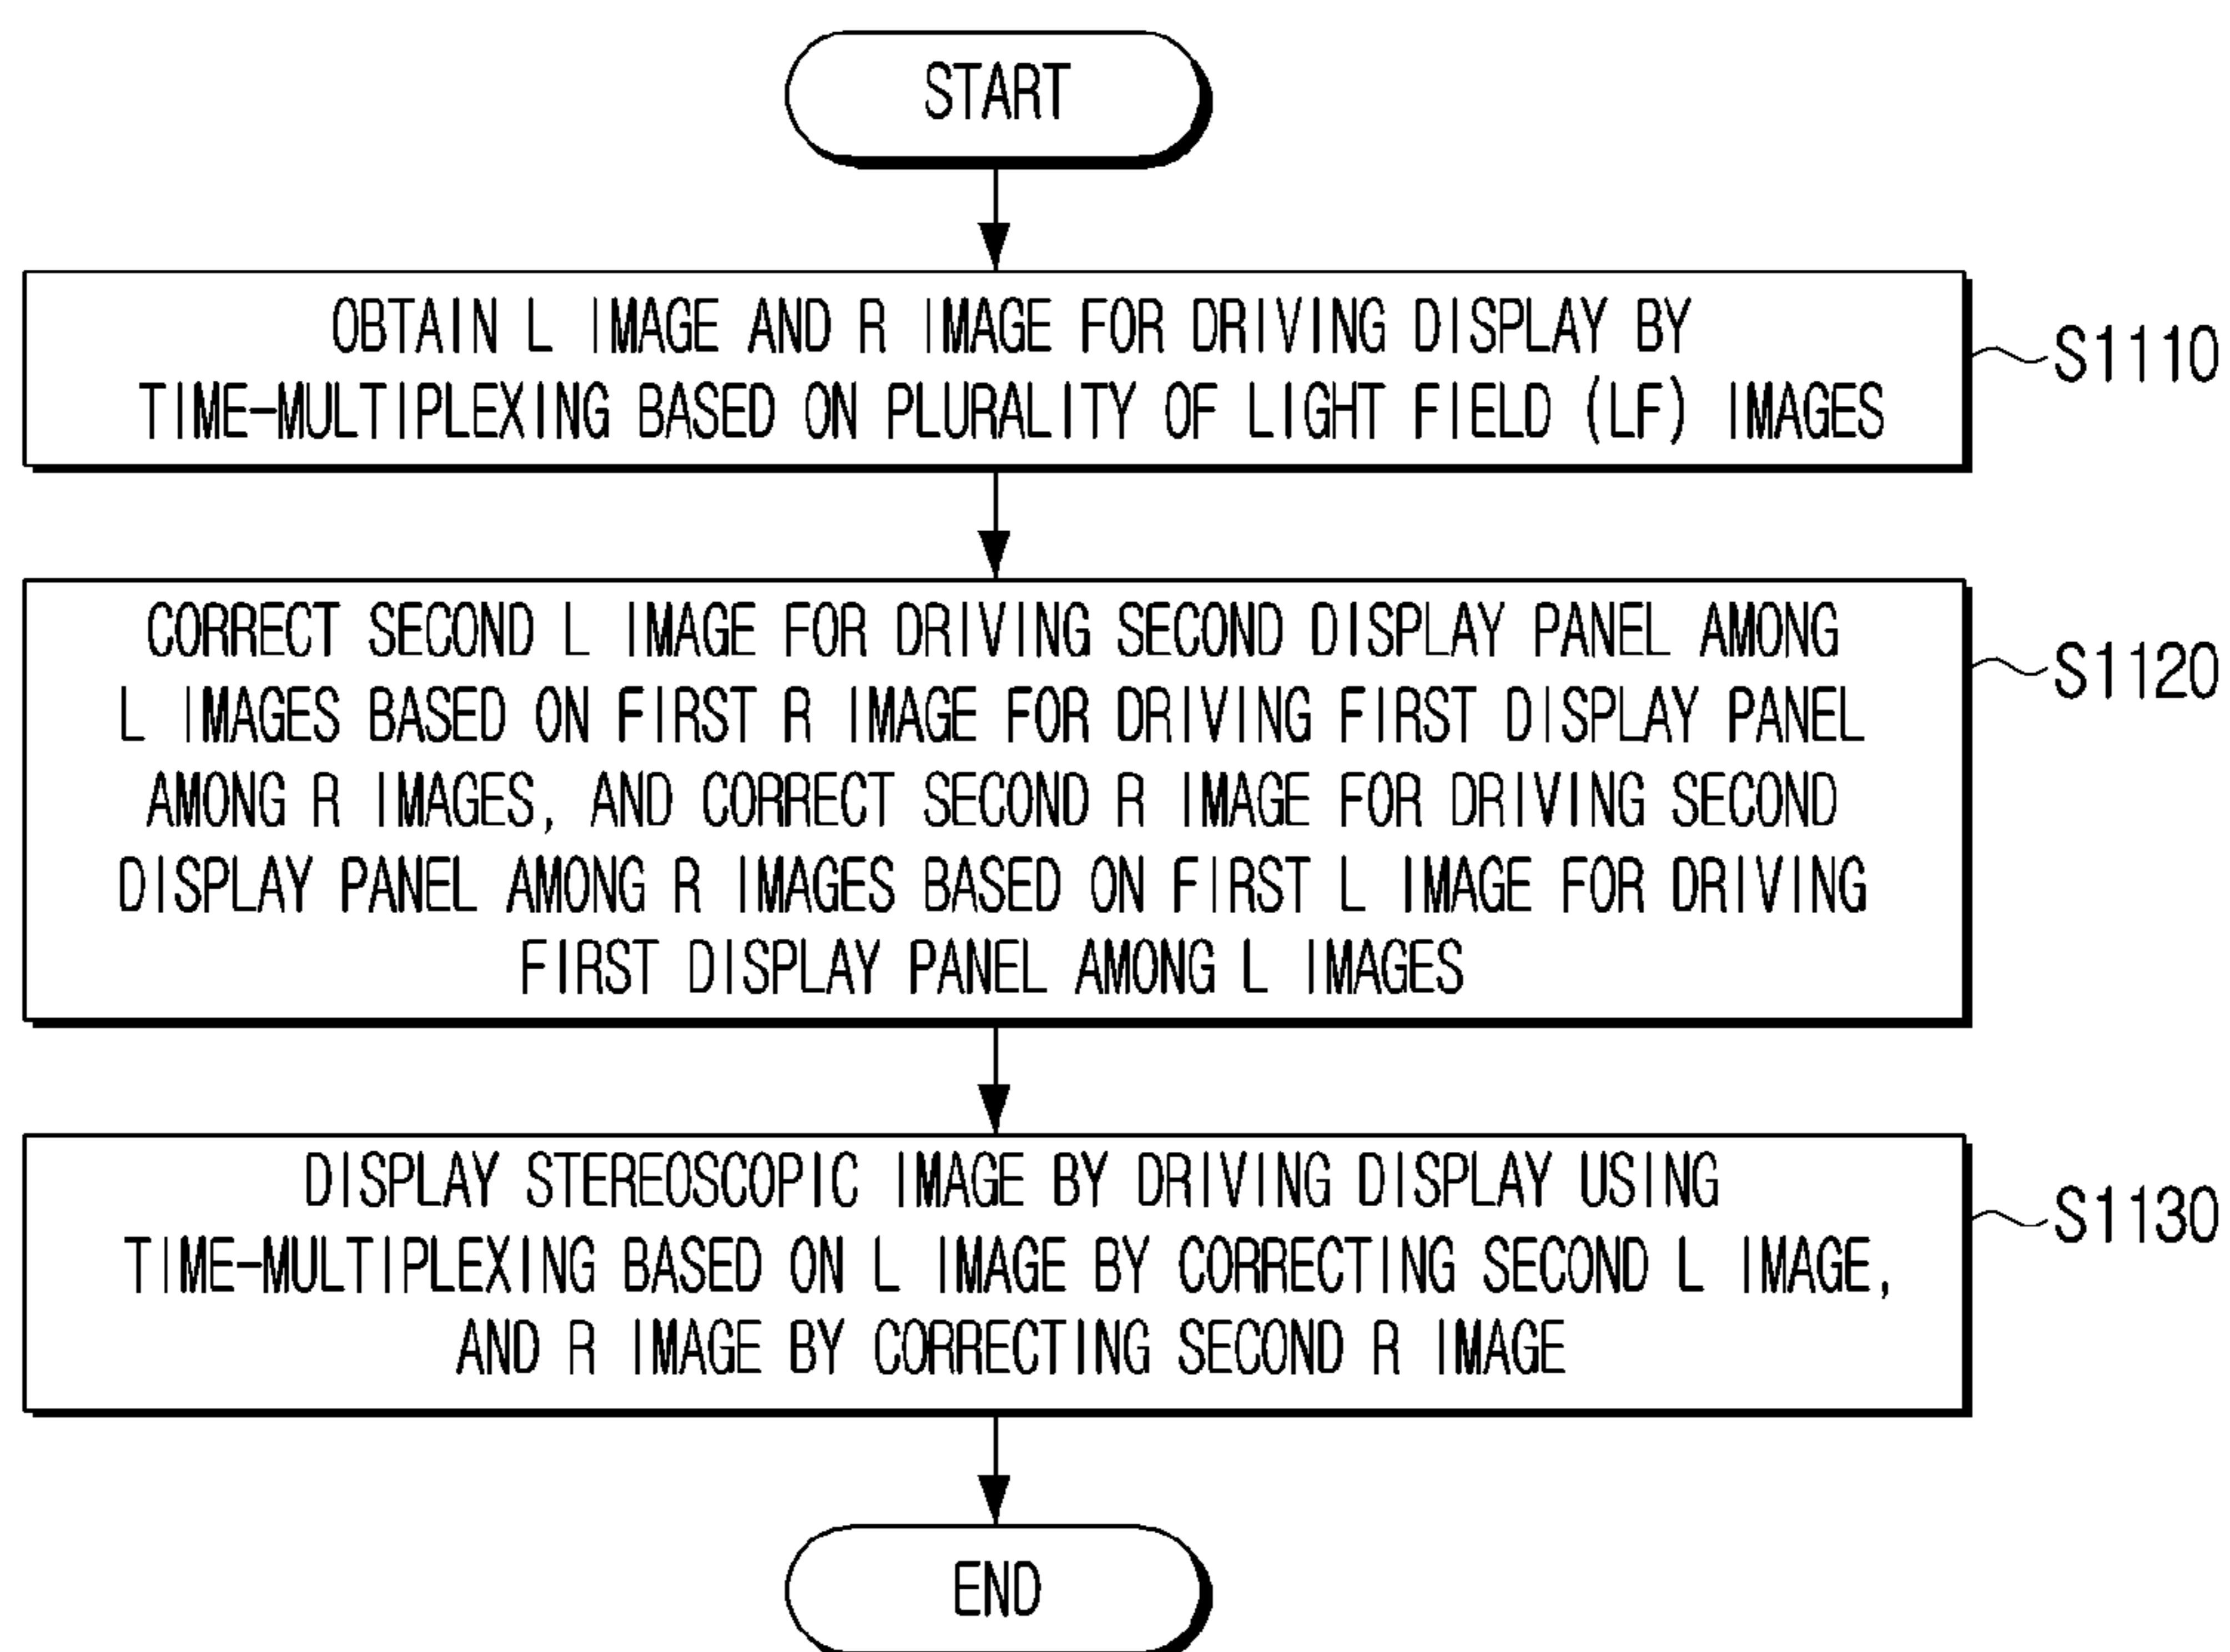 START
OBTAIN L IMAGE AND R IMAGE FOR DRIVING DISPLAY BY
TIME-MULTIPLEXING BASED ON PLURALITY OF LIGHT FIELD (LF) IMAGES
S1110
CORRECT SECOND L IMAGE FOR DRIVING SECOND DISPLAY PANEL AMONG
L IMAGES BASED ON FIRST R IMAGE FOR DRIVING FIRST DISPLAY PANEL
AMONG R IMAGES, AND CORRECT SECOND R IMAGE FOR DRIVING SECOND
DISPLAY PANEL AMONG R IMAGES BASED ON FIRST L IMAGE FOR DRIVING
FIRST DISPLAY PANEL AMONG L IMAGES
S1120
DISPLAY STEREOSCOPIC IMAGE BY DRIVING DISPLAY USING
TIME-MULTIPLEXING BASED ON L IMAGE BY CORRECTING SECOND L IMAGE,
AND R IMAGE BY CORRECTING SECOND R IMAGE
S1130
END